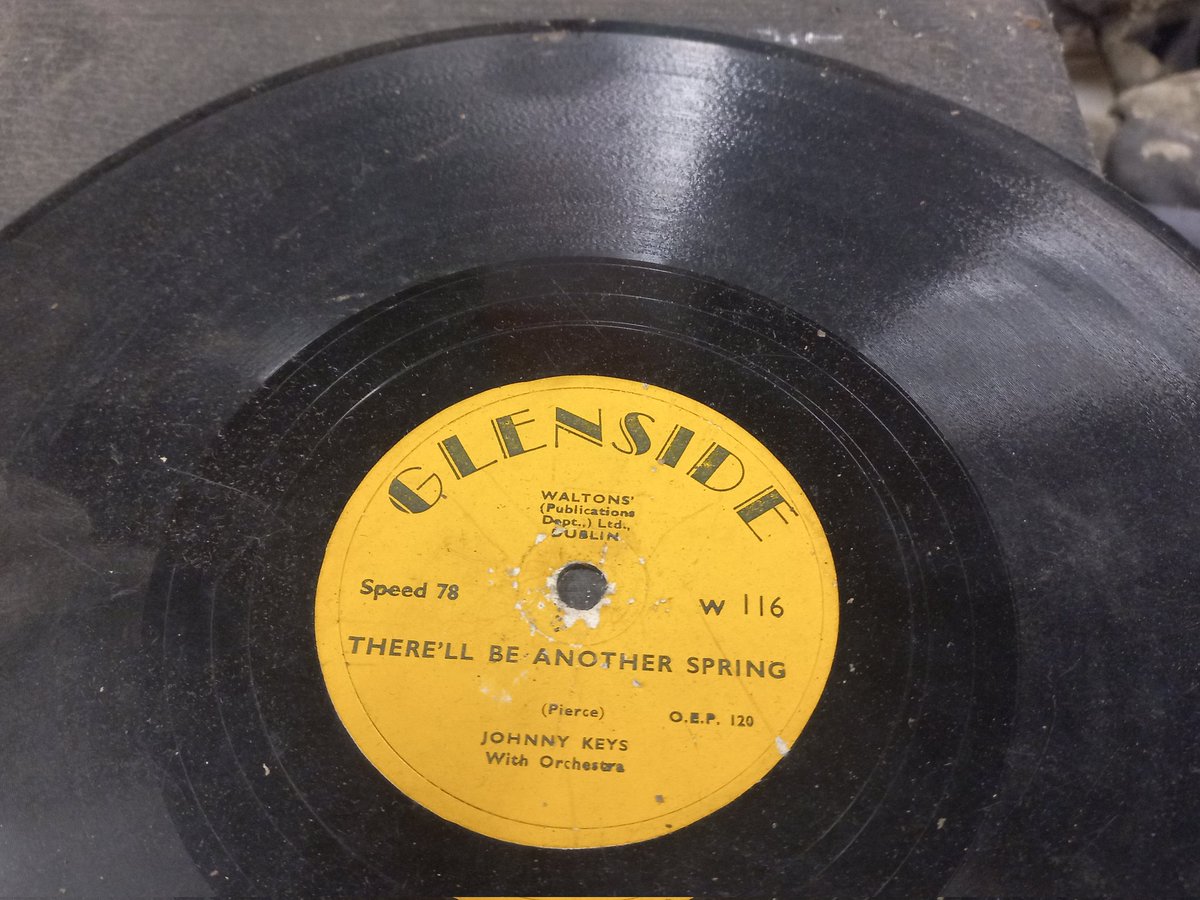 GLENSIDE
WALTONS'
(Publications
Dept.,) Ltd.,
DUBLIN
Speed 78
W 116
THERE'LL BE ANOTHER SPRING
(Pierce)
O.E.P. 120
JOHNNY KEYS
With Orchestra